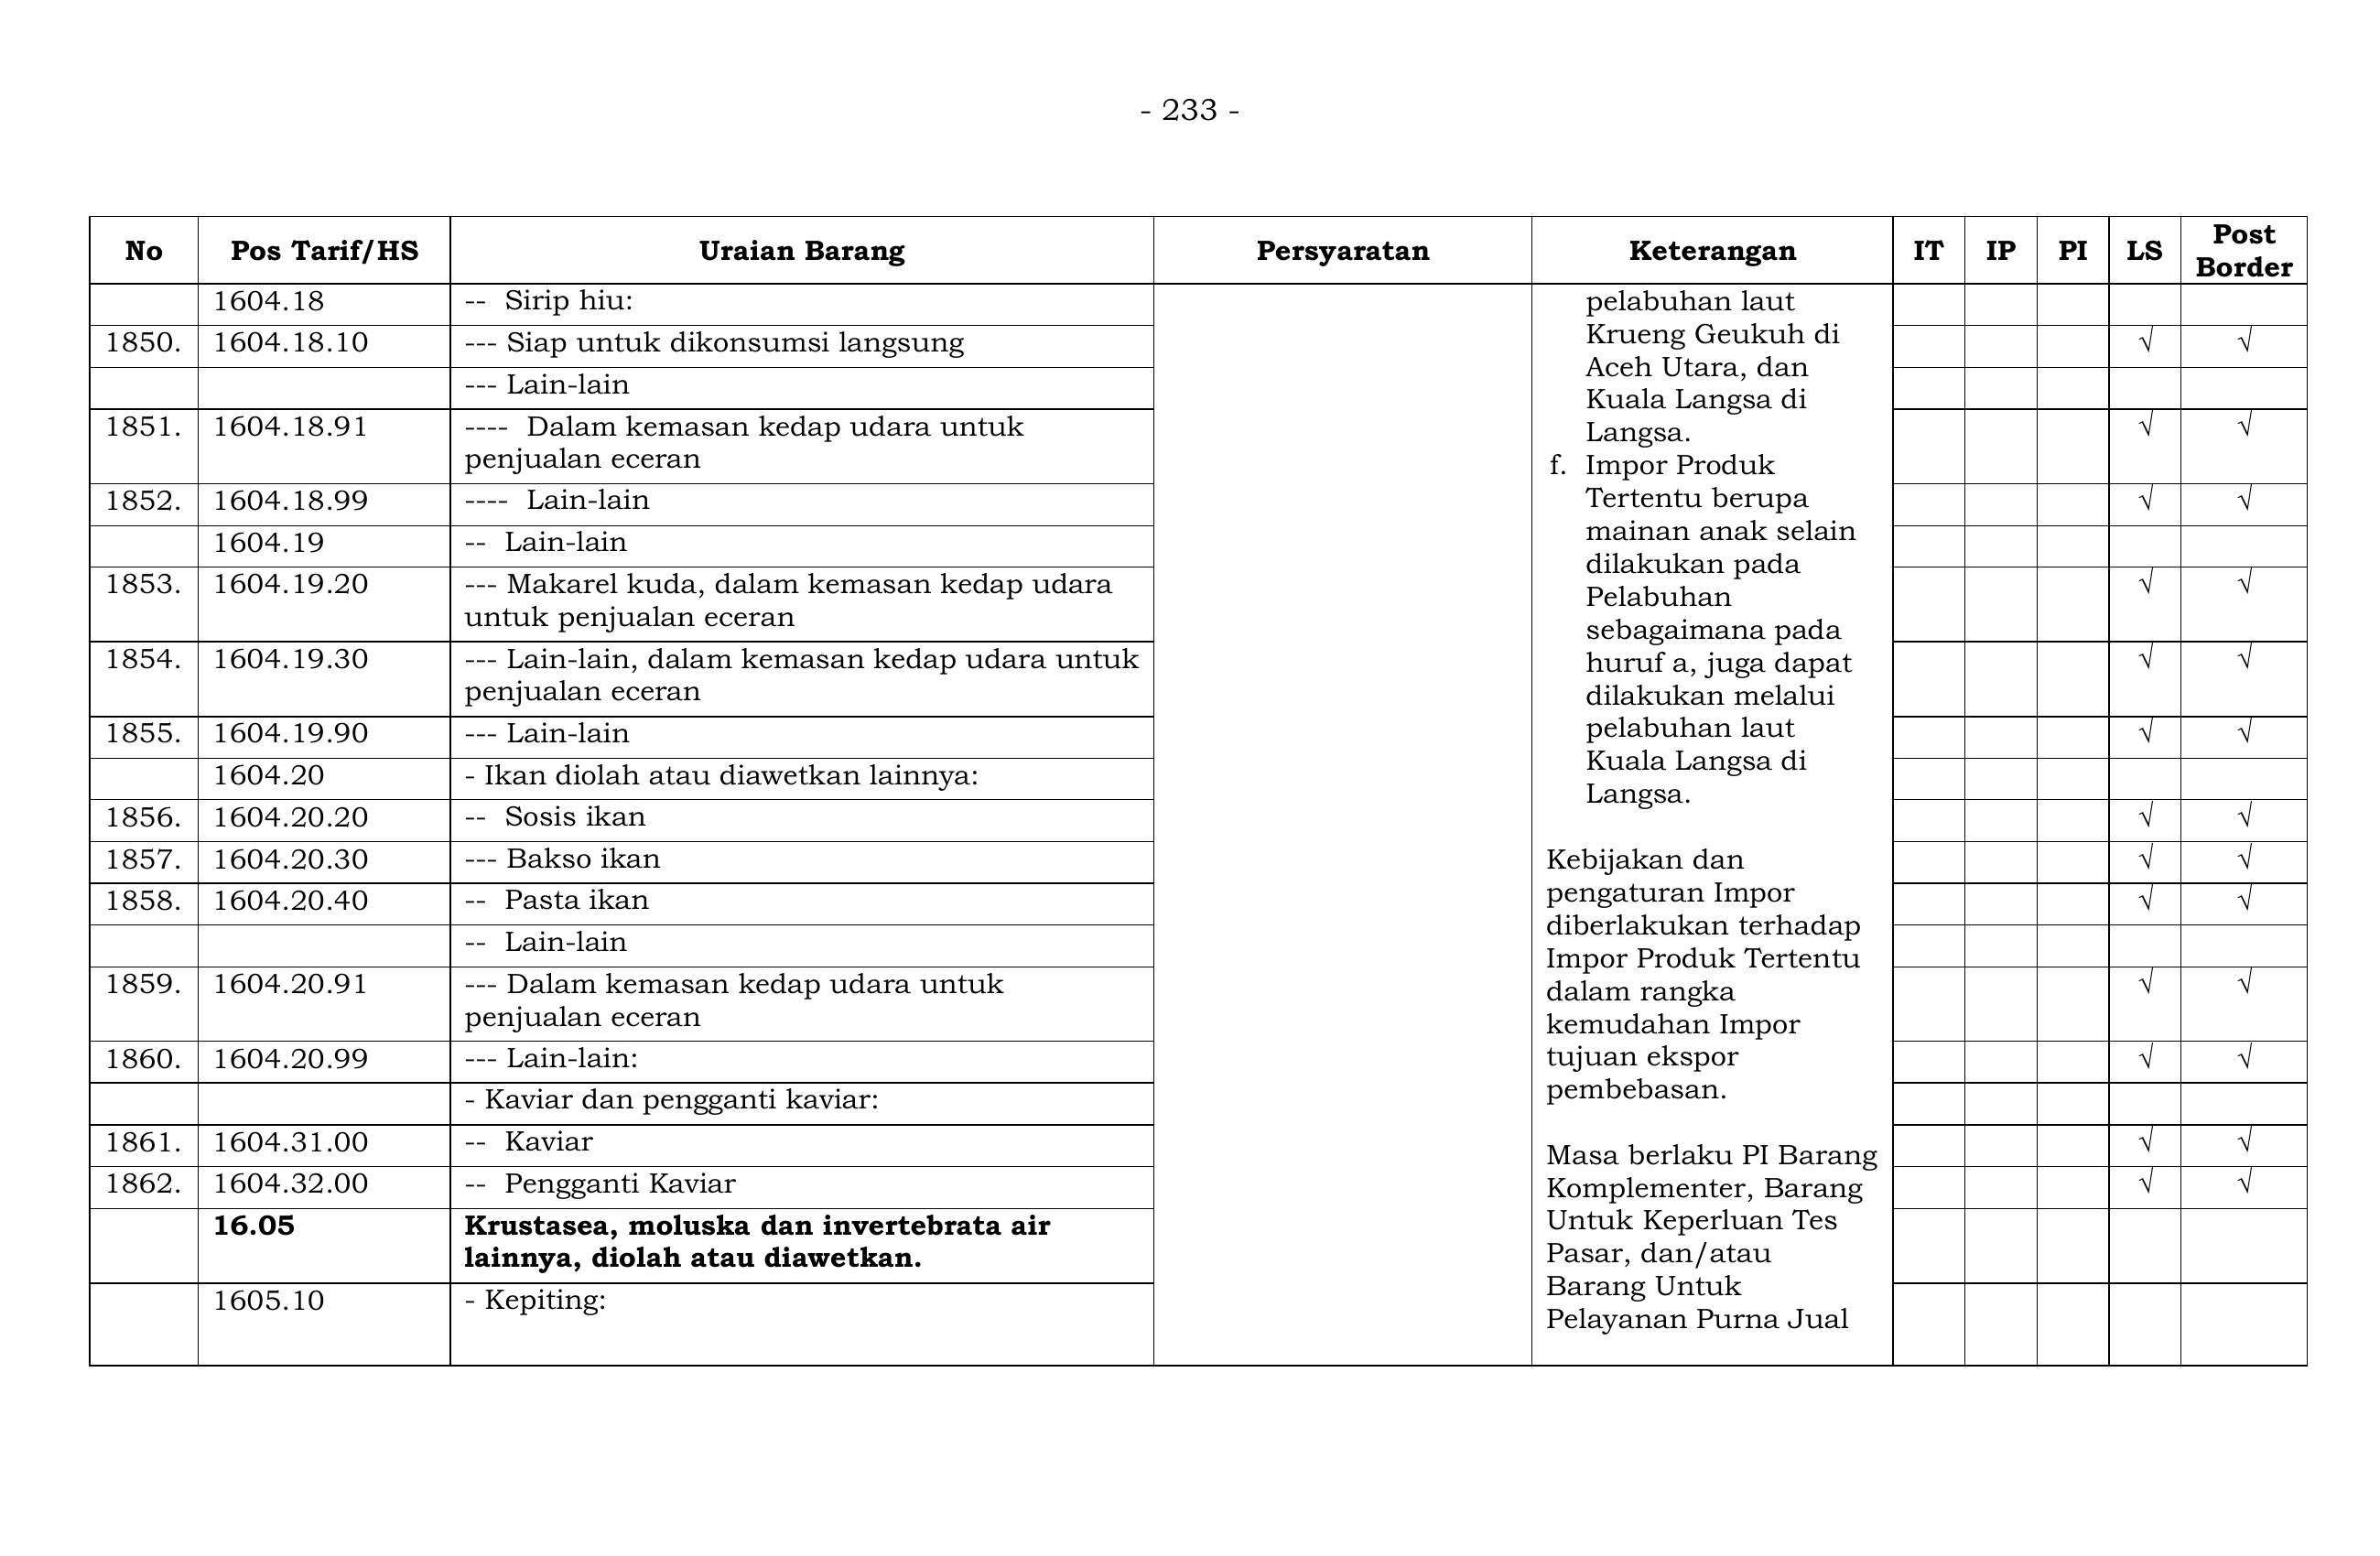 - 233 -
No Pos Tarif/HS Uraian Barang Persyaratan Keterangan IT IP PI LS Post Border
1604.18 -- Sirip hiu:
1850. 1604.18.10 --- Siap untuk dikonsumsi langsung √ √
--- Lain-lain
1851. 1604.18.91 ---- Dalam kemasan kedap udara untuk √ √
penjualan eceran
1852. 1604.18.99 ---- Lain-lain √ √
1604.19 -- Lain-lain
1853. 1604.19.20 --- Makarel kuda, dalam kemasan kedap udara √ √
untuk penjualan eceran
1854. 1604.19.30 --- Lain-lain, dalam kemasan kedap udara untuk √ √
penjualan eceran
1855. 1604.19.90 --- Lain-lain √ √
1604.20 - Ikan diolah atau diawetkan lainnya:
1856. 1604.20.20 -- Sosis ikan √ √
1857. 1604.20.30 --- Bakso ikan √ √
1858. 1604.20.40 -- Pasta ikan √ √
-- Lain-lain
1859. 1604.20.91 --- Dalam kemasan kedap udara untuk √ √
penjualan eceran
1860. 1604.20.99 --- Lain-lain: √ √
- Kaviar dan pengganti kaviar:
1861. 1604.31.00 -- Kaviar √ √
1862. 1604.32.00 -- Pengganti Kaviar √ √
16.05 Krustasea, moluska dan invertebrata air
lainnya, diolah atau diawetkan.
1605.10 - Kepiting:
pelabuhan laut
Krueng Geukuh di
Aceh Utara, dan
Kuala Langsa di
Langsa.
f. Impor Produk
Tertentu berupa
mainan anak selain
dilakukan pada
Pelabuhan
sebagaimana pada
huruf a, juga dapat
dilakukan melalui
pelabuhan laut
Kuala Langsa di
Langsa.
Kebijakan dan
pengaturan Impor
diberlakukan terhadap
Impor Produk Tertentu
dalam rangka
kemudahan Impor
tujuan ekspor
pembebasan.
Masa berlaku PI Barang
Komplementer, Barang
Untuk Keperluan Tes
Pasar, dan/atau
Barang Untuk
Pelayanan Purna Jual